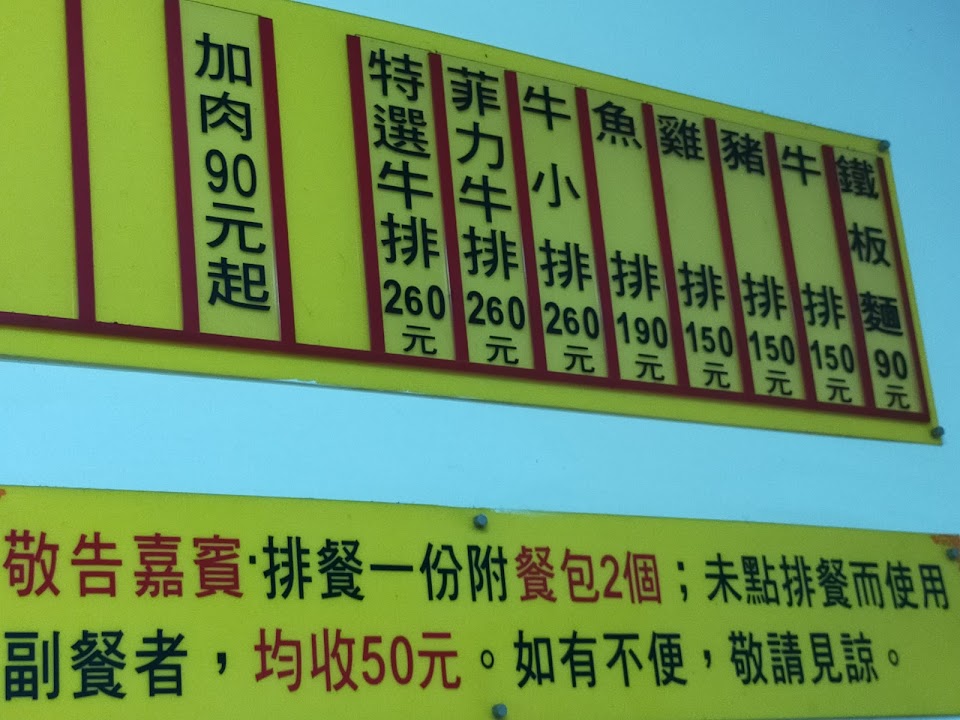 鐵板麵90元
牛排150元
豬排150元
雞排150元
魚排190元
牛小排260元
菲力牛排260元
特選牛排260元
加肉90元起
敬告嘉賓·排餐一份附餐包2個；未點排餐而使用
副餐者，均收50元。如有不便，敬請見諒。